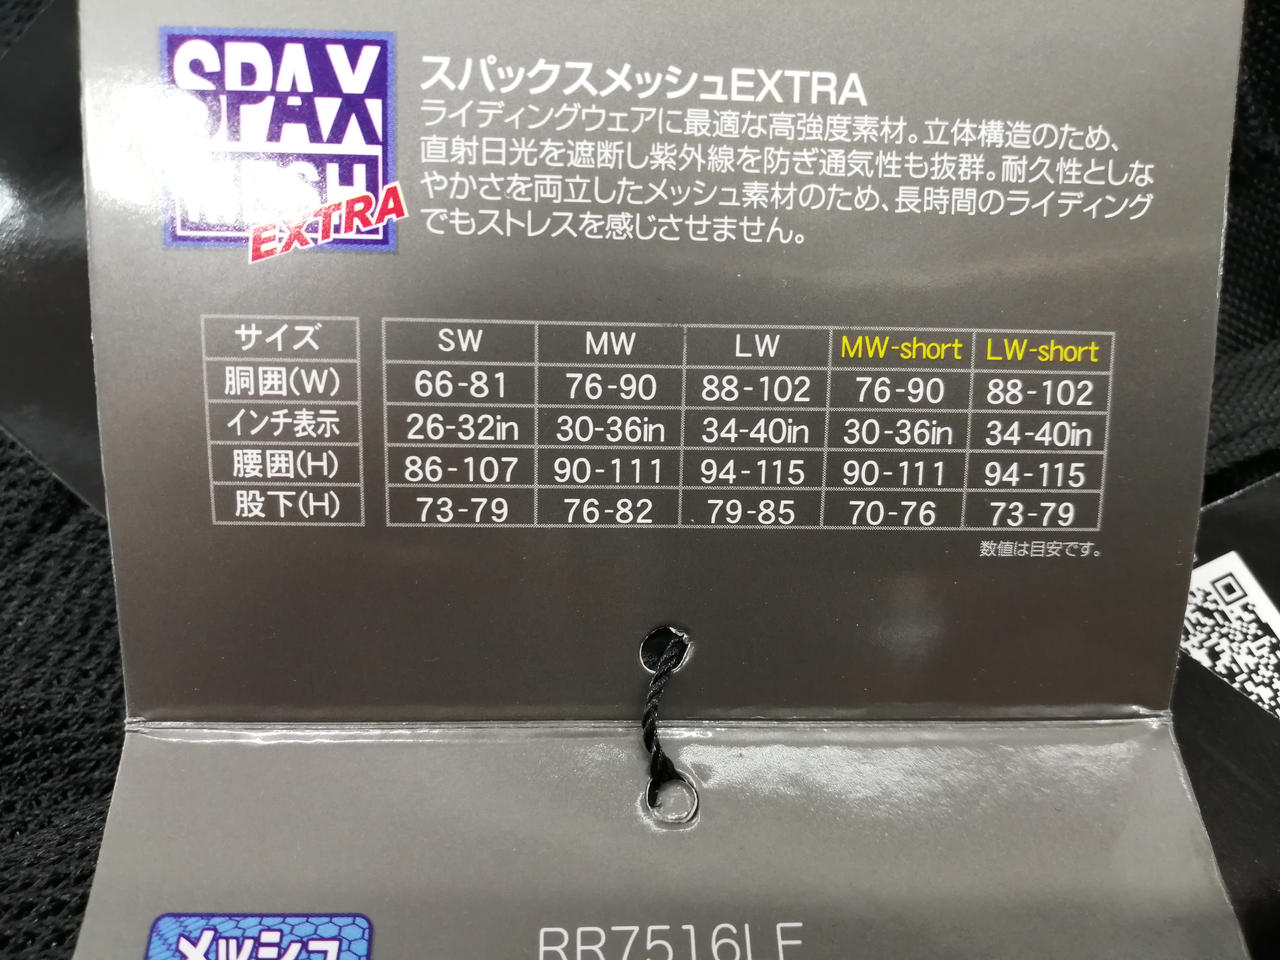 SPAX
MESH
EXTRA
スパックスメッシュEXTRA
ライディングウェアに最適な高強度素材。立体構造のため、
直射日光を遮断し紫外線を防ぎ通気性も抜群。耐久性としな
やかさを両立したメッシュ素材のため、長時間のライディング
でもストレスを感じさせません。
サイズ SW MW LW MW-short LW-short
胴囲(W) 66-81 76-90 88-102 76-90 88-102
インチ表示 26-32in 30-36in 34-40in 30-36in 34-40in
腰囲(H) 86-107 90-111 94-115 90-111 94-115
股下(H) 73-79 76-82 79-85 70-76 73-79
数値は目安です。
メッシュ RR7516LF